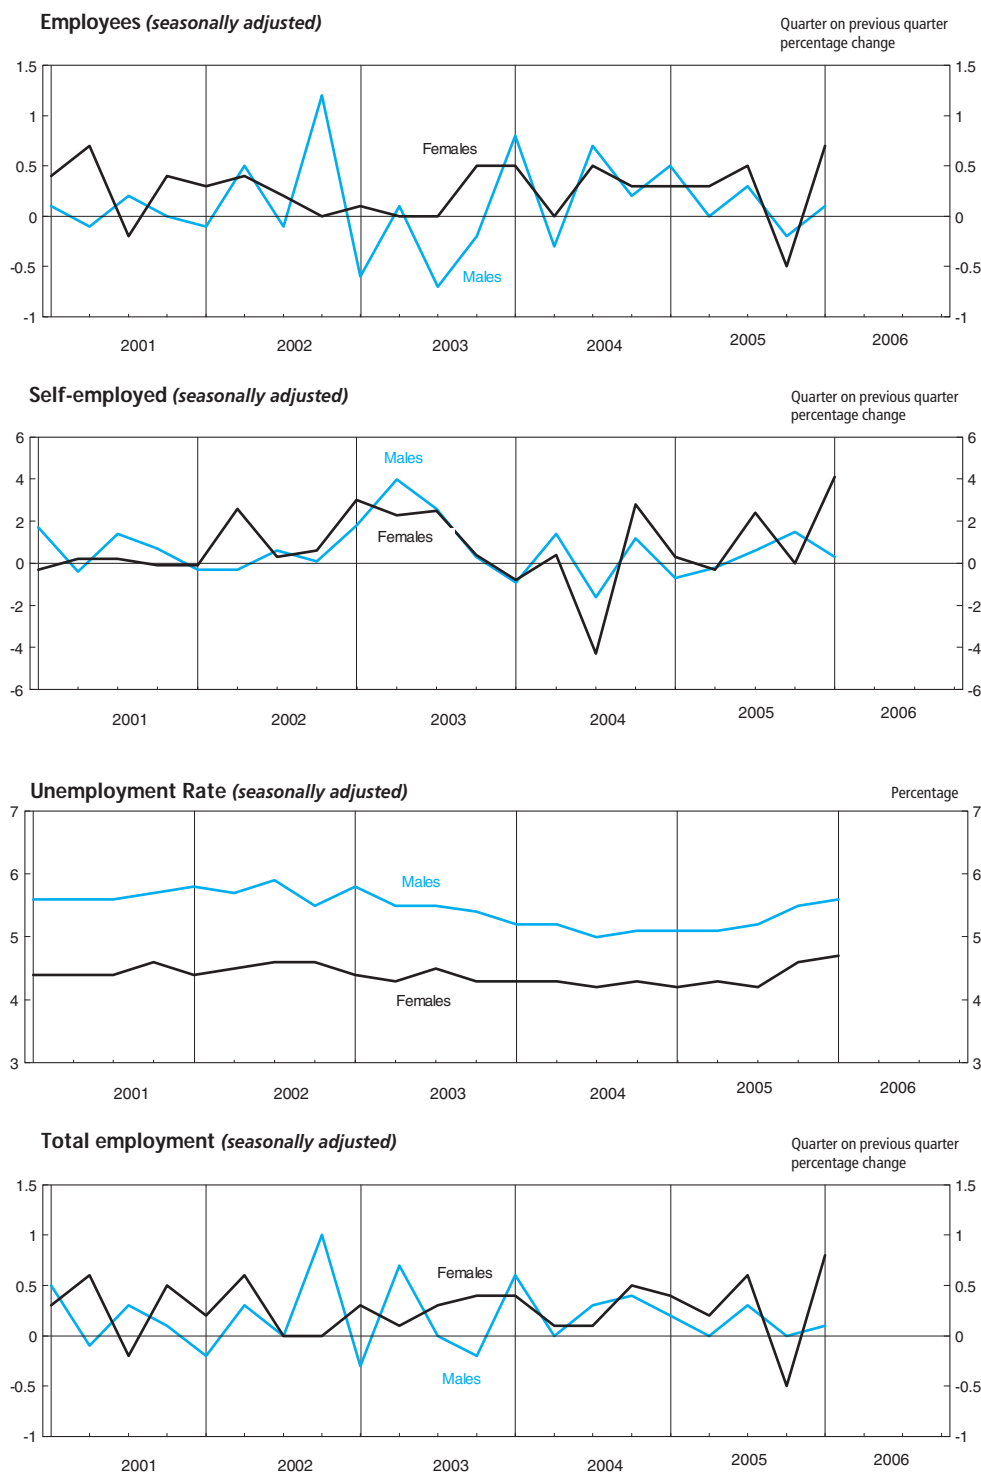 Employees (seasonally adjusted)
Quarter on previous quarter
percentage change
1.5 1.5
1 1
Females
0.5 0.5
0 0
-0.5 -0.5
Males
-1 -1
2001 2002 2003 2004 2005 2006
Self-employed (seasonally adjusted)
Quarter on previous quarter
percentage change
6 6
Males
4 4
2 2
Females
0 0
-2 -2
-4 -4
-6 -6
2001 2002 2003 2004 2005 2006
Unemployment Rate (seasonally adjusted)
Percentage
7 7
6 6
Males
5 5
4 4
Females
3 3
2001 2002 2003 2004 2005 2006
Total employment (seasonally adjusted)
Quarter on previous quarter
percentage change
1.5 1.5
1 1
Females
0.5 0.5
0 0
Males
-0.5 -0.5
-1 -1
2001 2002 2003 2004 2005 2006